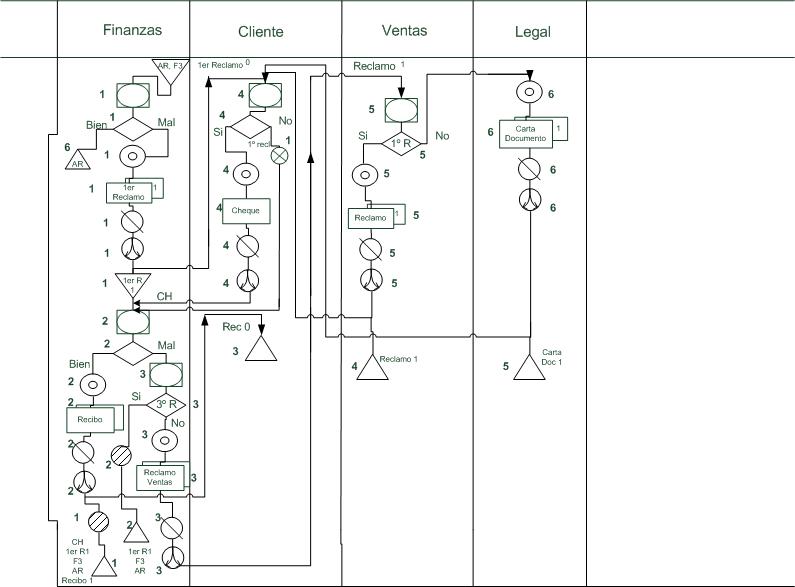 Finanzas
Cliente
Ventas
Legal
AR, F3
1er Reclamo 0
Reclamo 1
1
4
5
6
1
Bien
Mal
4
Si
No
1
1º recl
Si
1º R
No
5
6
Carta
Documento
1
6
AR
1
4
5
6
1
1er
Reclamo
1
4
Cheque
Reclamo
1
5
6
1
4
5
1
1
1er R
1
4
5
CH
2
2
Mal
Rec 0
3
Bien
3
4
Reclamo 1
5
Carta
Doc 1
2
Si
3º R
3
2
Recibo
No
3
2
2
Reclamo
Ventas
3
2
1
2
3
CH
1er R1
F3
AR
Recibo 1
1
1er R1
F3
AR
3